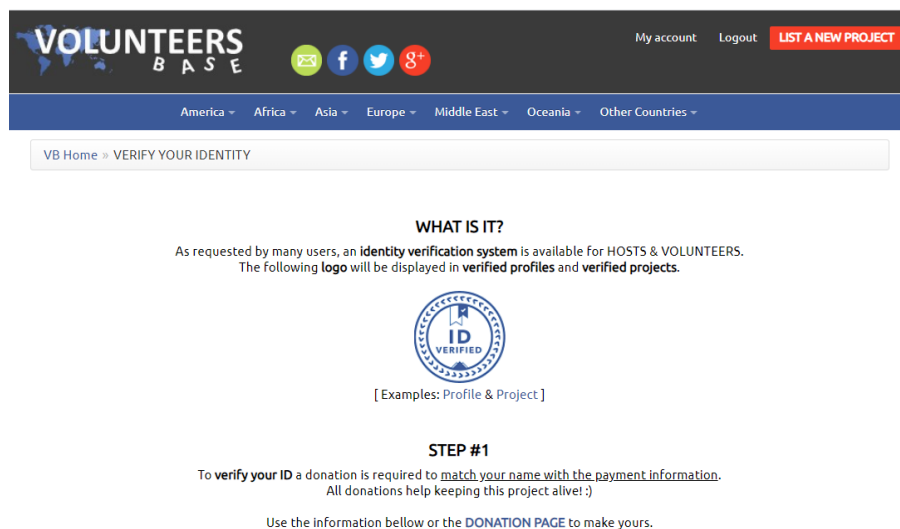 VOLUNTEERS
BASE
f
8+
My account Logout LIST A NEW PROJECT
America Africa Asia Europe Middle East Oceania Other Countries
VB Home » VERIFY YOUR IDENTITY
WHAT IS IT?
As requested by many users, an identity verification system is available for HOSTS & VOLUNTEERS.
The following logo will be displayed in verified profiles and verified projects.
ID
VERIFIED
[ Examples: Profile & Project ]
STEP #1
To verify your ID a donation is required to match your name with the payment information.
All donations help keeping this project alive! :)
Use the information bellow or the DONATION PAGE to make yours.